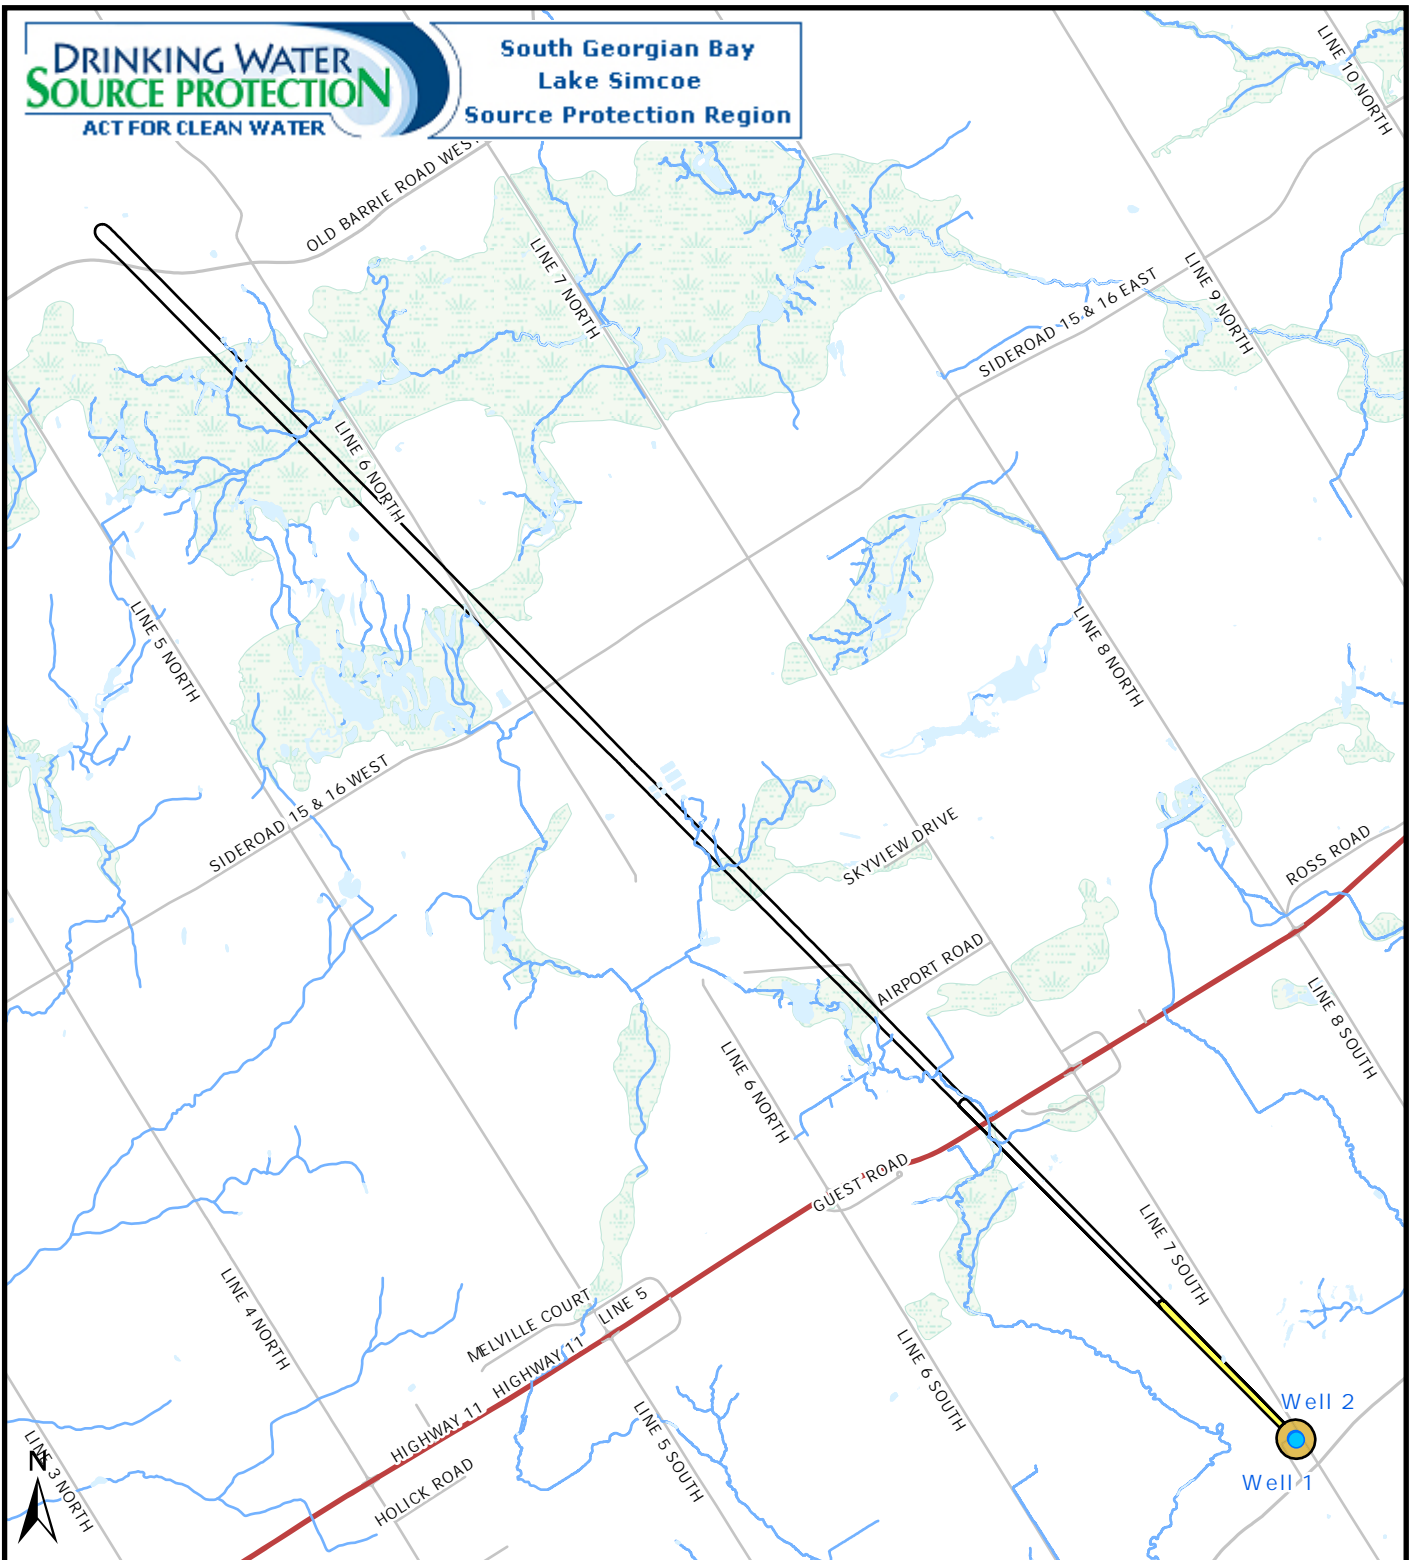 DRINKING WATER
SOURCE PROTECTION
ACT FOR CLEAN WATER
South Georgian Bay
Lake Simcoe
Source Protection Region
LINE 10 NORTH
OLD BARRIE ROAD WEST
LINE 7 NORTH
LINE 9 NORTH
SIDEROAD 15 & 16 EAST
LINE 6 NORTH
LINE 5 NORTH
LINE 8 NORTH
SIDEROAD 15 & 16 WEST
SKYVIEW DRIVE
ROSS ROAD
AIRPORT ROAD
LINE 8 SOUTH
LINE 6 NORTH
GUEST ROAD
LINE 7 SOUTH
LINE 4 NORTH
MELVILLE COURT
LINE 5
HIGHWAY 11
HIGHWAY 11
LINE 6 SOUTH
LINE 5 SOUTH
HOLICK ROAD
LINE 3 NORTH
N
Well 2
Well 1